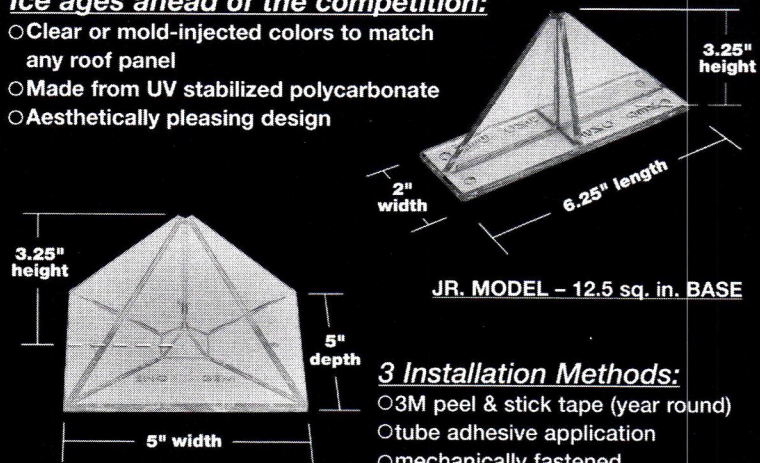 Ice ages ahead of the competition:
○Clear or mold-injected colors to match
any roof panel
○Made from UV stabilized polycarbonate
○Aesthetically pleasing design
3.25"
height
2"
width
6.25" length
3.25"
height
JR. MODEL – 12.5 sq. in. BASE
5"
depth
5" width
3 Installation Methods:
○3M peel & stick tape (year round)
○tube adhesive application
○mechanically fastened